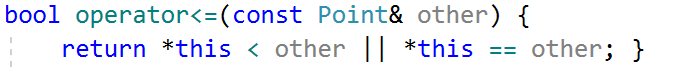 bool operator<=(const Point& other) {
return *this < other || *this == other; }